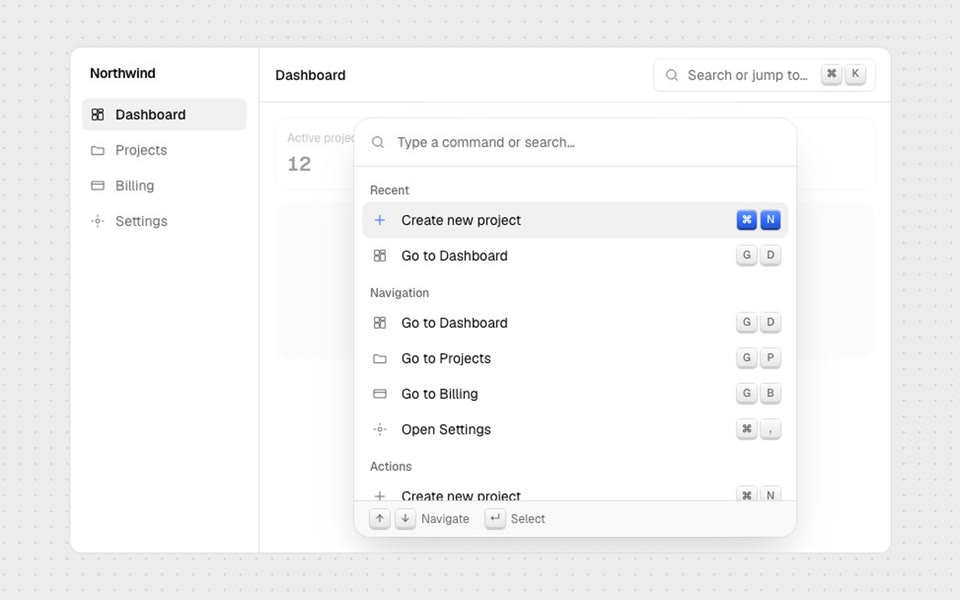 Northwind
Dashboard
Projects
Billing
Settings
Dashboard
Search or jump to... ⌘ K
Active projec
12
Type a command or search...
Recent
Create new project ⌘ N
Go to Dashboard G D
Navigation
Go to Dashboard G D
Go to Projects G P
Go to Billing G B
Open Settings ⌘ ,
Actions
Create new project ⌘ N
↑ ↓ Navigate ↵ Select